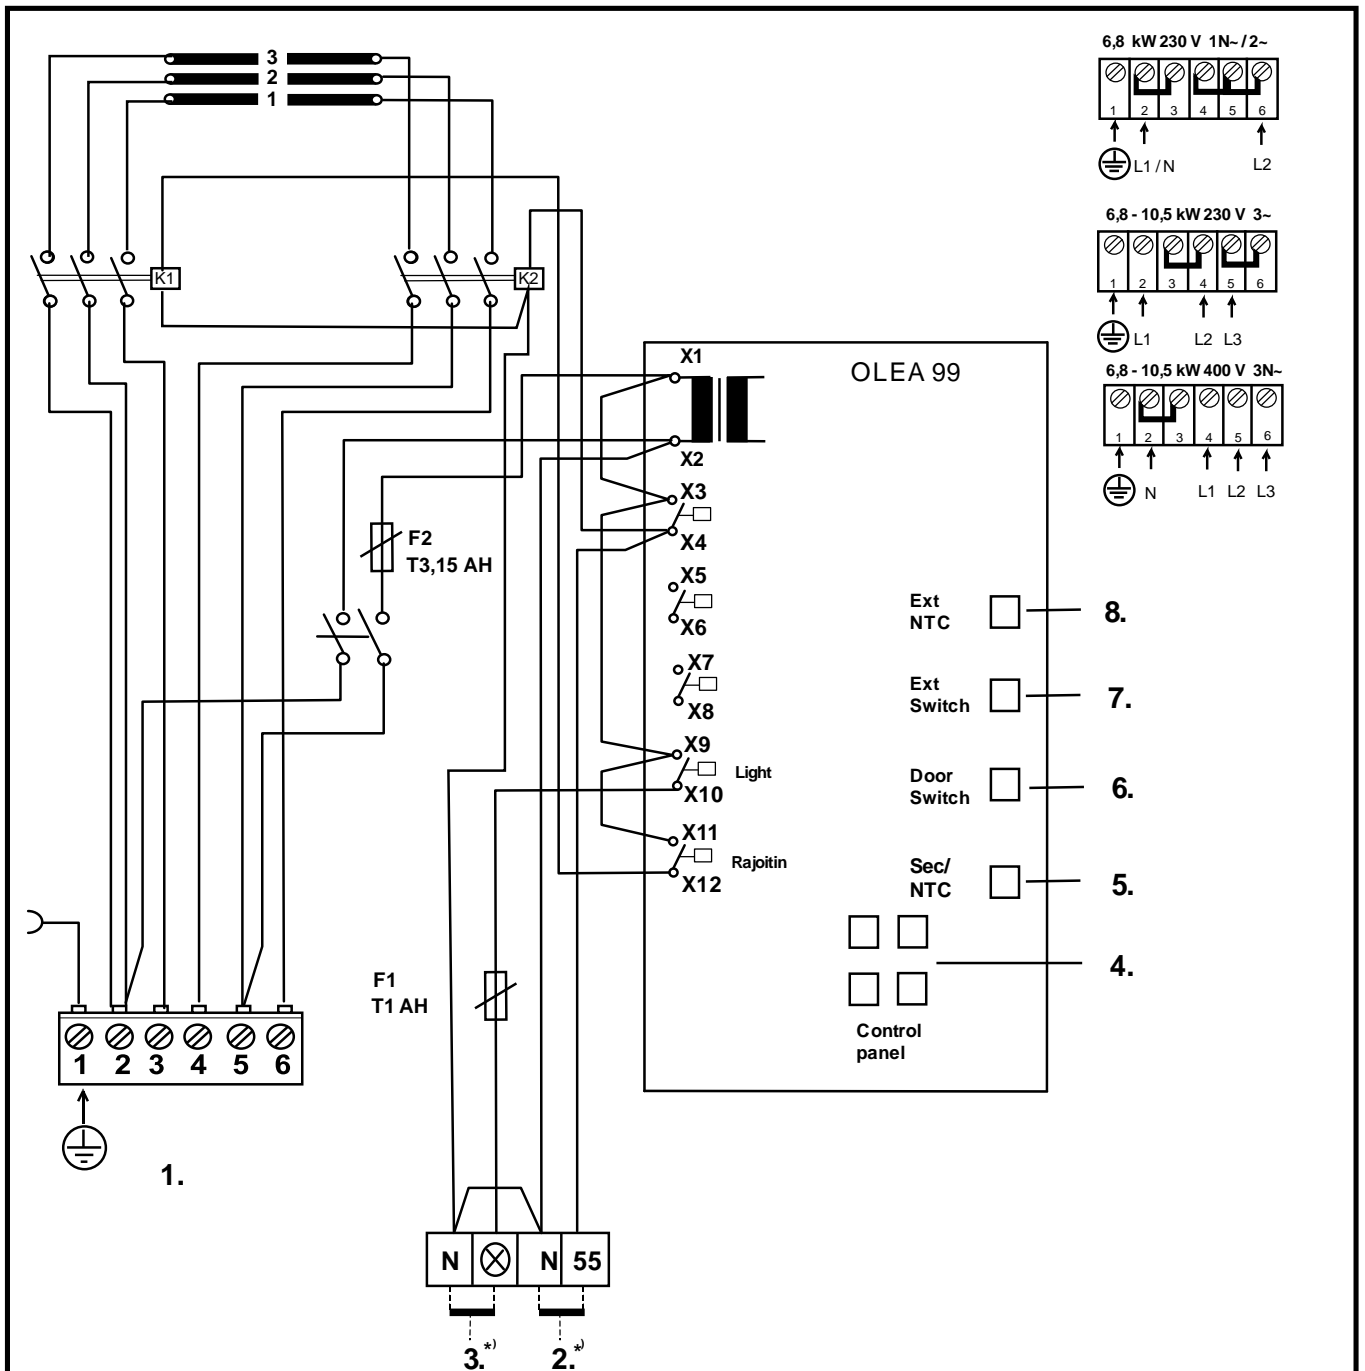 3
2
1
K1
K2
6,8 kW 230 V 1N~ / 2~
1 2 3 4 5 6
L1 / N L2
6,8 - 10,5 kW 230 V 3~
1 2 3 4 5 6
L1 L2 L3
6,8 - 10,5 kW 400 V 3N~
1 2 3 4 5 6
N L1 L2 L3
OLEA 99
X1
X2
X3
X4
X5
X6
X7
X8
X9
Light
X10
X11
Rajoitin
X12
F2
T3,15 AH
Ext
NTC
8.
Ext
Switch
7.
Door
Switch
6.
Sec/
NTC
5.
4.
Control
panel
F1
T1 AH
1 2 3 4 5 6
1.
N N 55
3.*) 2.*)